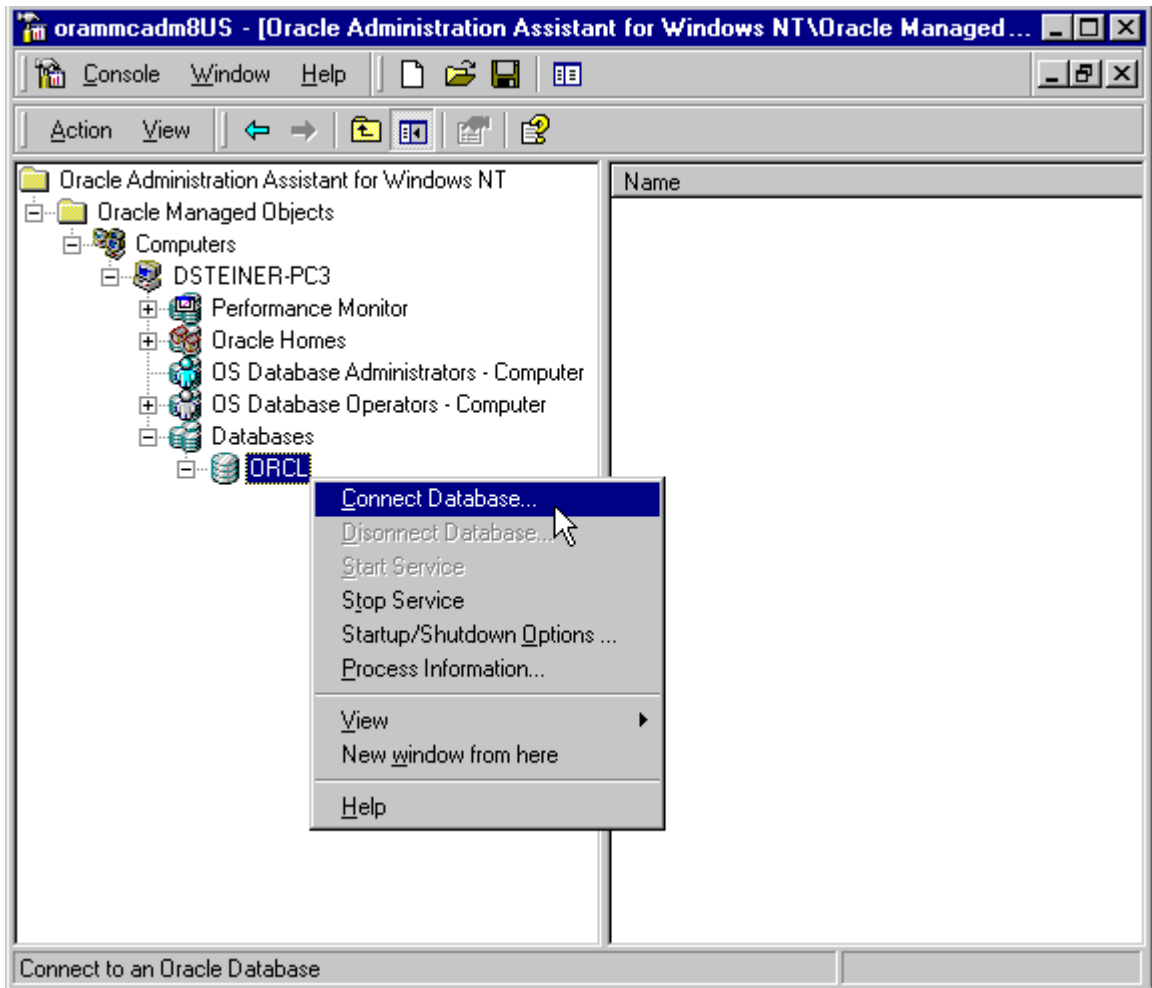 orammcadm8US - [Oracle Administration Assistant for Windows NT\Oracle Managed...
Console Window Help
Action View
Oracle Administration Assistant for Windows NT
Name
Oracle Managed Objects
Computers
DSTEINER-PC3
Performance Monitor
Oracle Homes
OS Database Administrators - Computer
OS Database Operators - Computer
Databases
ORCL
Connect Database...
Disonnect Database...
Start Service
Stop Service
Startup/Shutdown Options ...
Process Information...
View
New window from here
Help
Connect to an Oracle Database